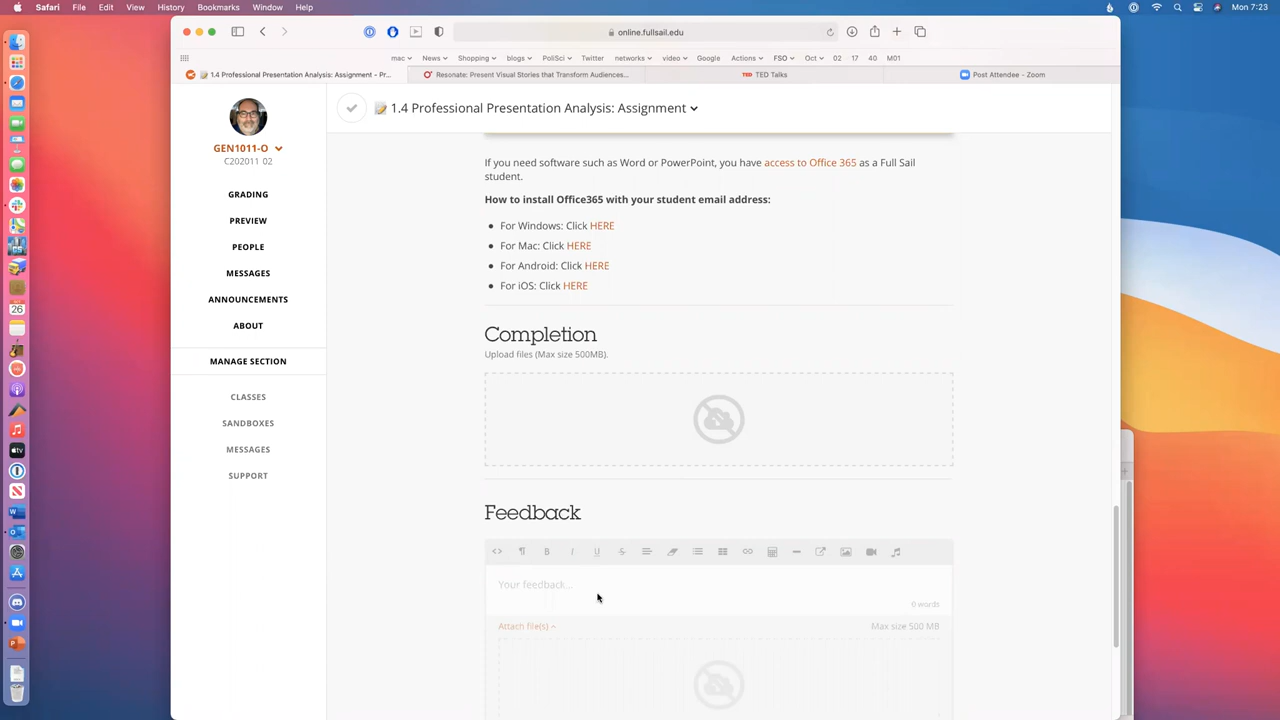 Safari File Edit View History Bookmarks Window Help Mon 7:23
online.fullsail.edu
mac News Shopping blogs PoliSci Twitter networks video Google Actions FSO Oct 02 17 40 M01
1.4 Professional Presentation Analysis: Assignment - Pr... Resonate: Present Visual Stories that Transform Audiences... TED TED Talks Post Attendee - Zoom
1.4 Professional Presentation Analysis: Assignment
GEN1011-O
C202011 02
GRADING
PREVIEW
PEOPLE
MESSAGES
ANNOUNCEMENTS
ABOUT
MANAGE SECTION
CLASSES
SANDBOXES
MESSAGES
SUPPORT
If you need software such as Word or PowerPoint, you have access to Office 365 as a Full Sail
student.
How to install Office365 with your student email address:
For Windows: Click HERE
For Mac: Click HERE
For Android: Click HERE
For iOS: Click HERE
Completion
Upload files (Max size 500MB).
Feedback
Your feedback...
0 words
Attach file(s) Max size 500 MB
26
tv